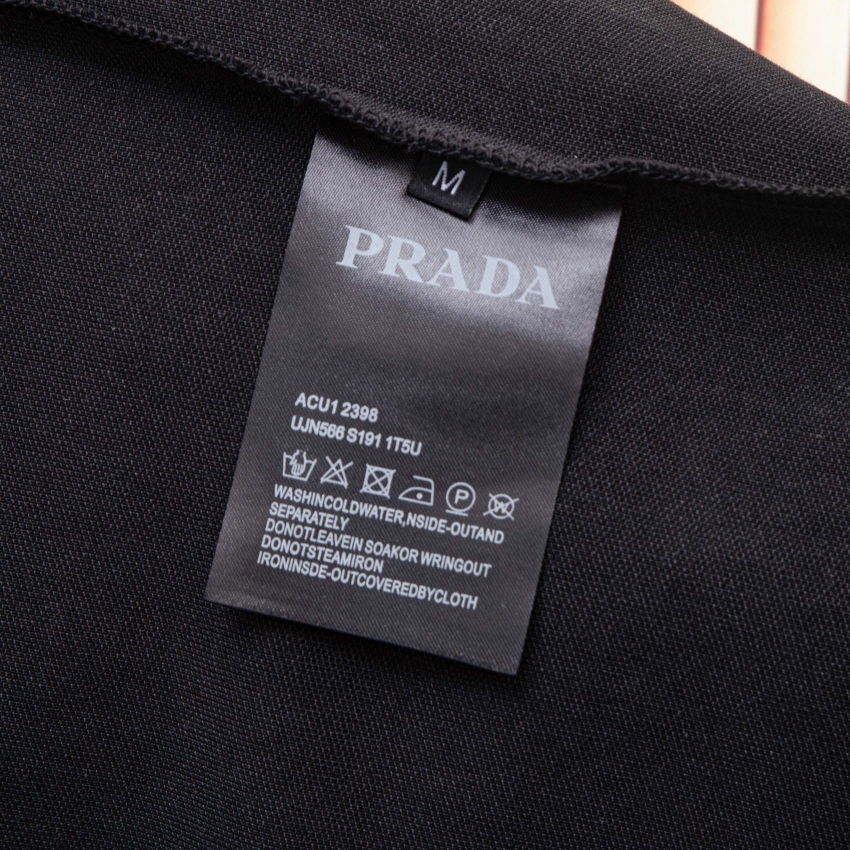 M
PRADA
ACU1 2398
UJN566 S191 1T5U
P
W
WASHINCOLDWATER,NSIDE-OUTAND
SEPARATELY
DONOTLEAVEIN SOAKOR WRINGOUT
DONOTSTEAMIRON
IRONINSDE-OUTCOVEREDBYCLOTH